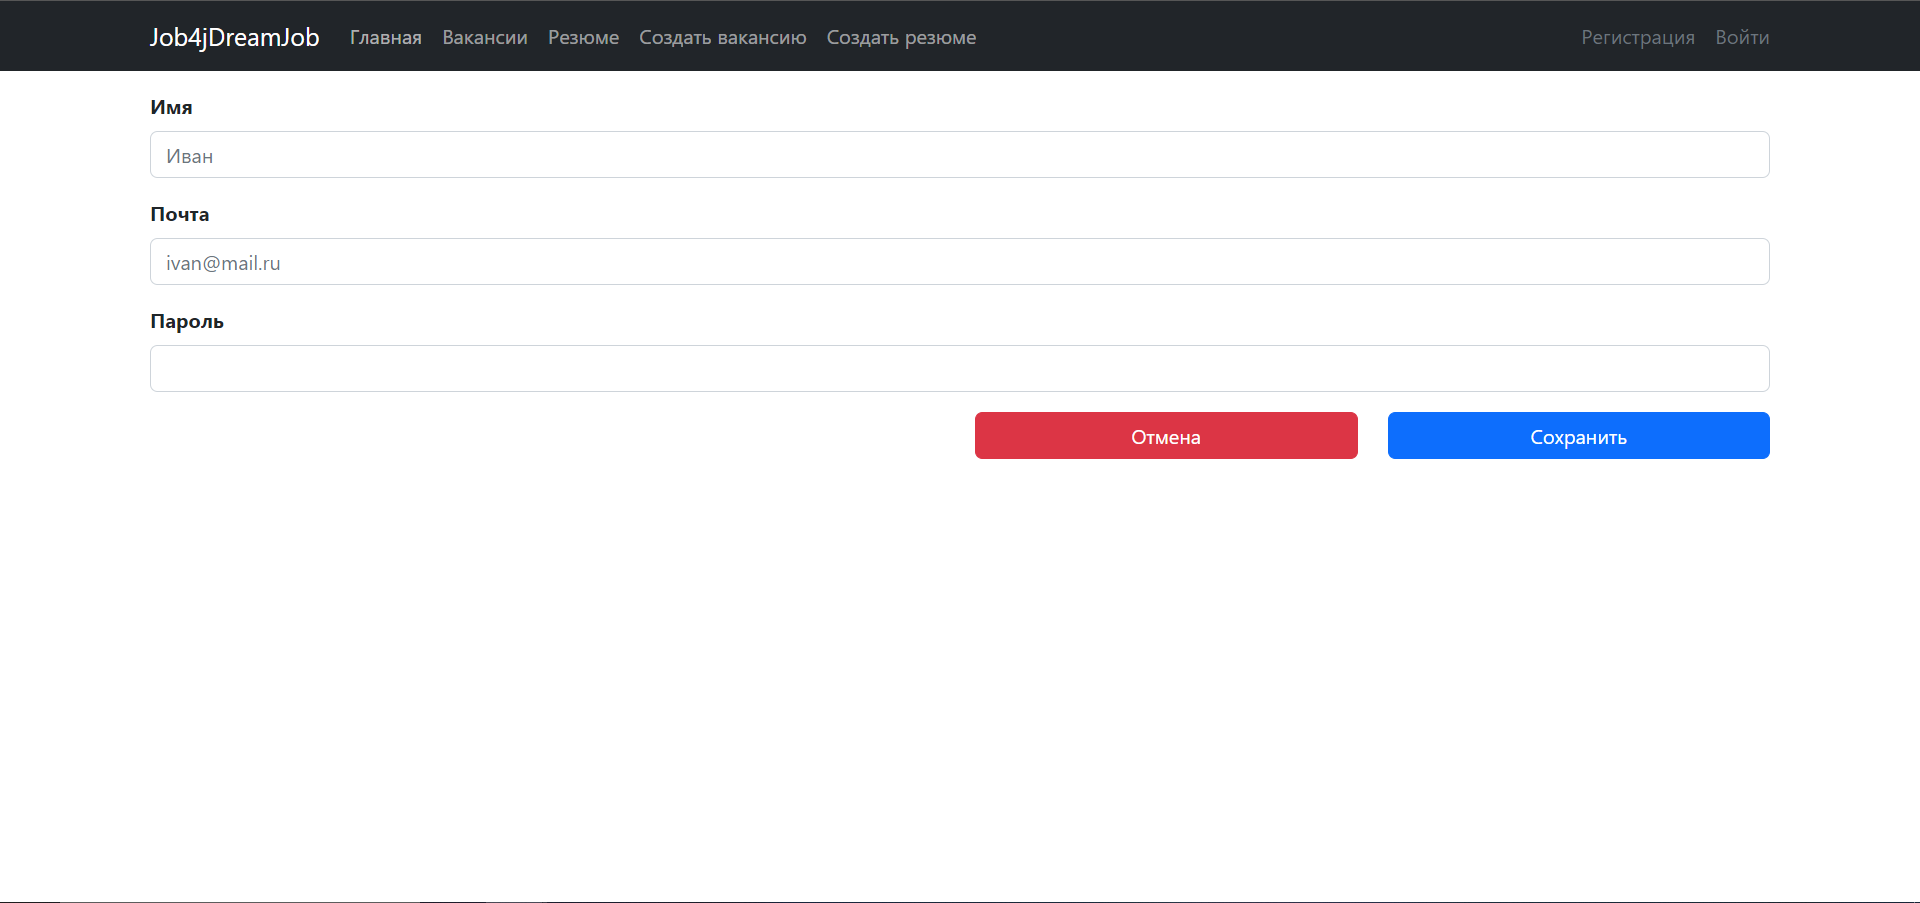 Job4jDreamJob Главная Вакансии Резюме Создать вакансию Создать резюме Регистрация Войти
Имя
Иван
Почта
ivan@mail.ru
Пароль
Отмена Сохранить